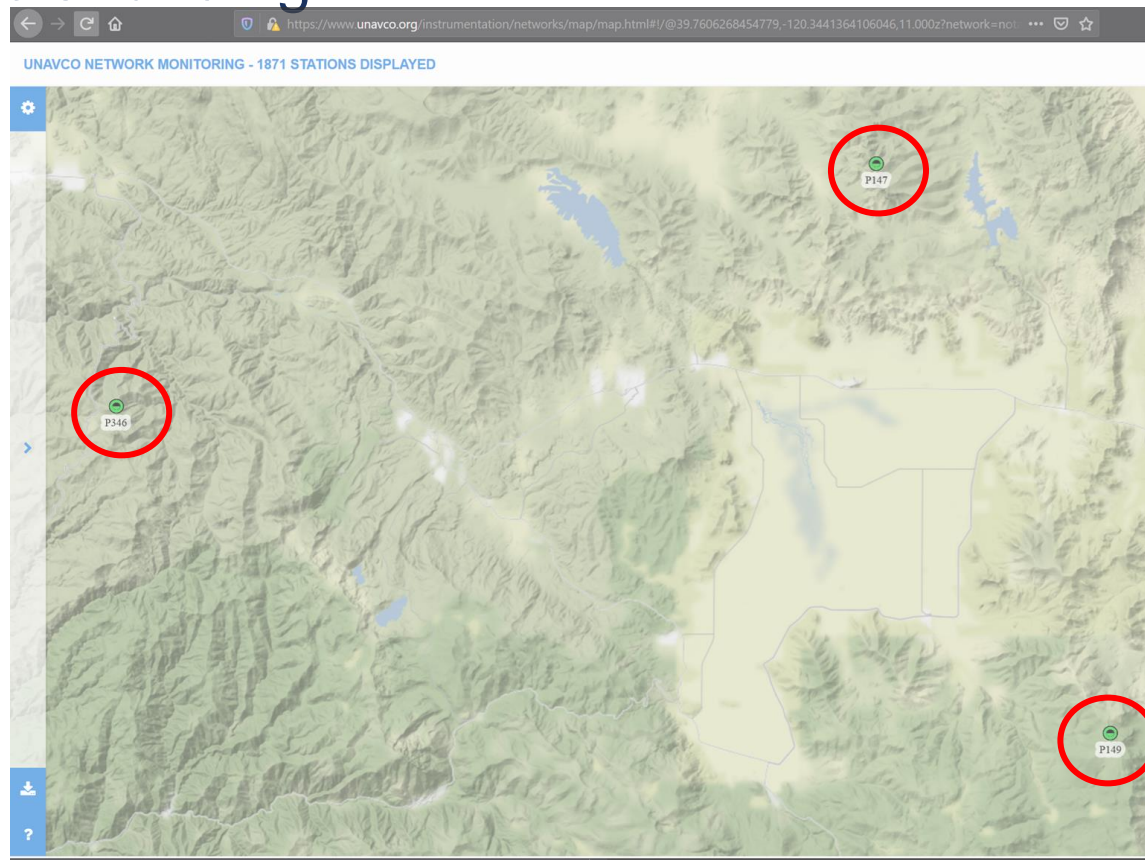 https://www.unavco.org/instrumentation/networks/map/map.html#!/@39.7606268454779,-120.3441364106046,11.000z?network=not
UNAVCO NETWORK MONITORING - 1871 STATIONS DISPLAYED
P147
P346
P149
?